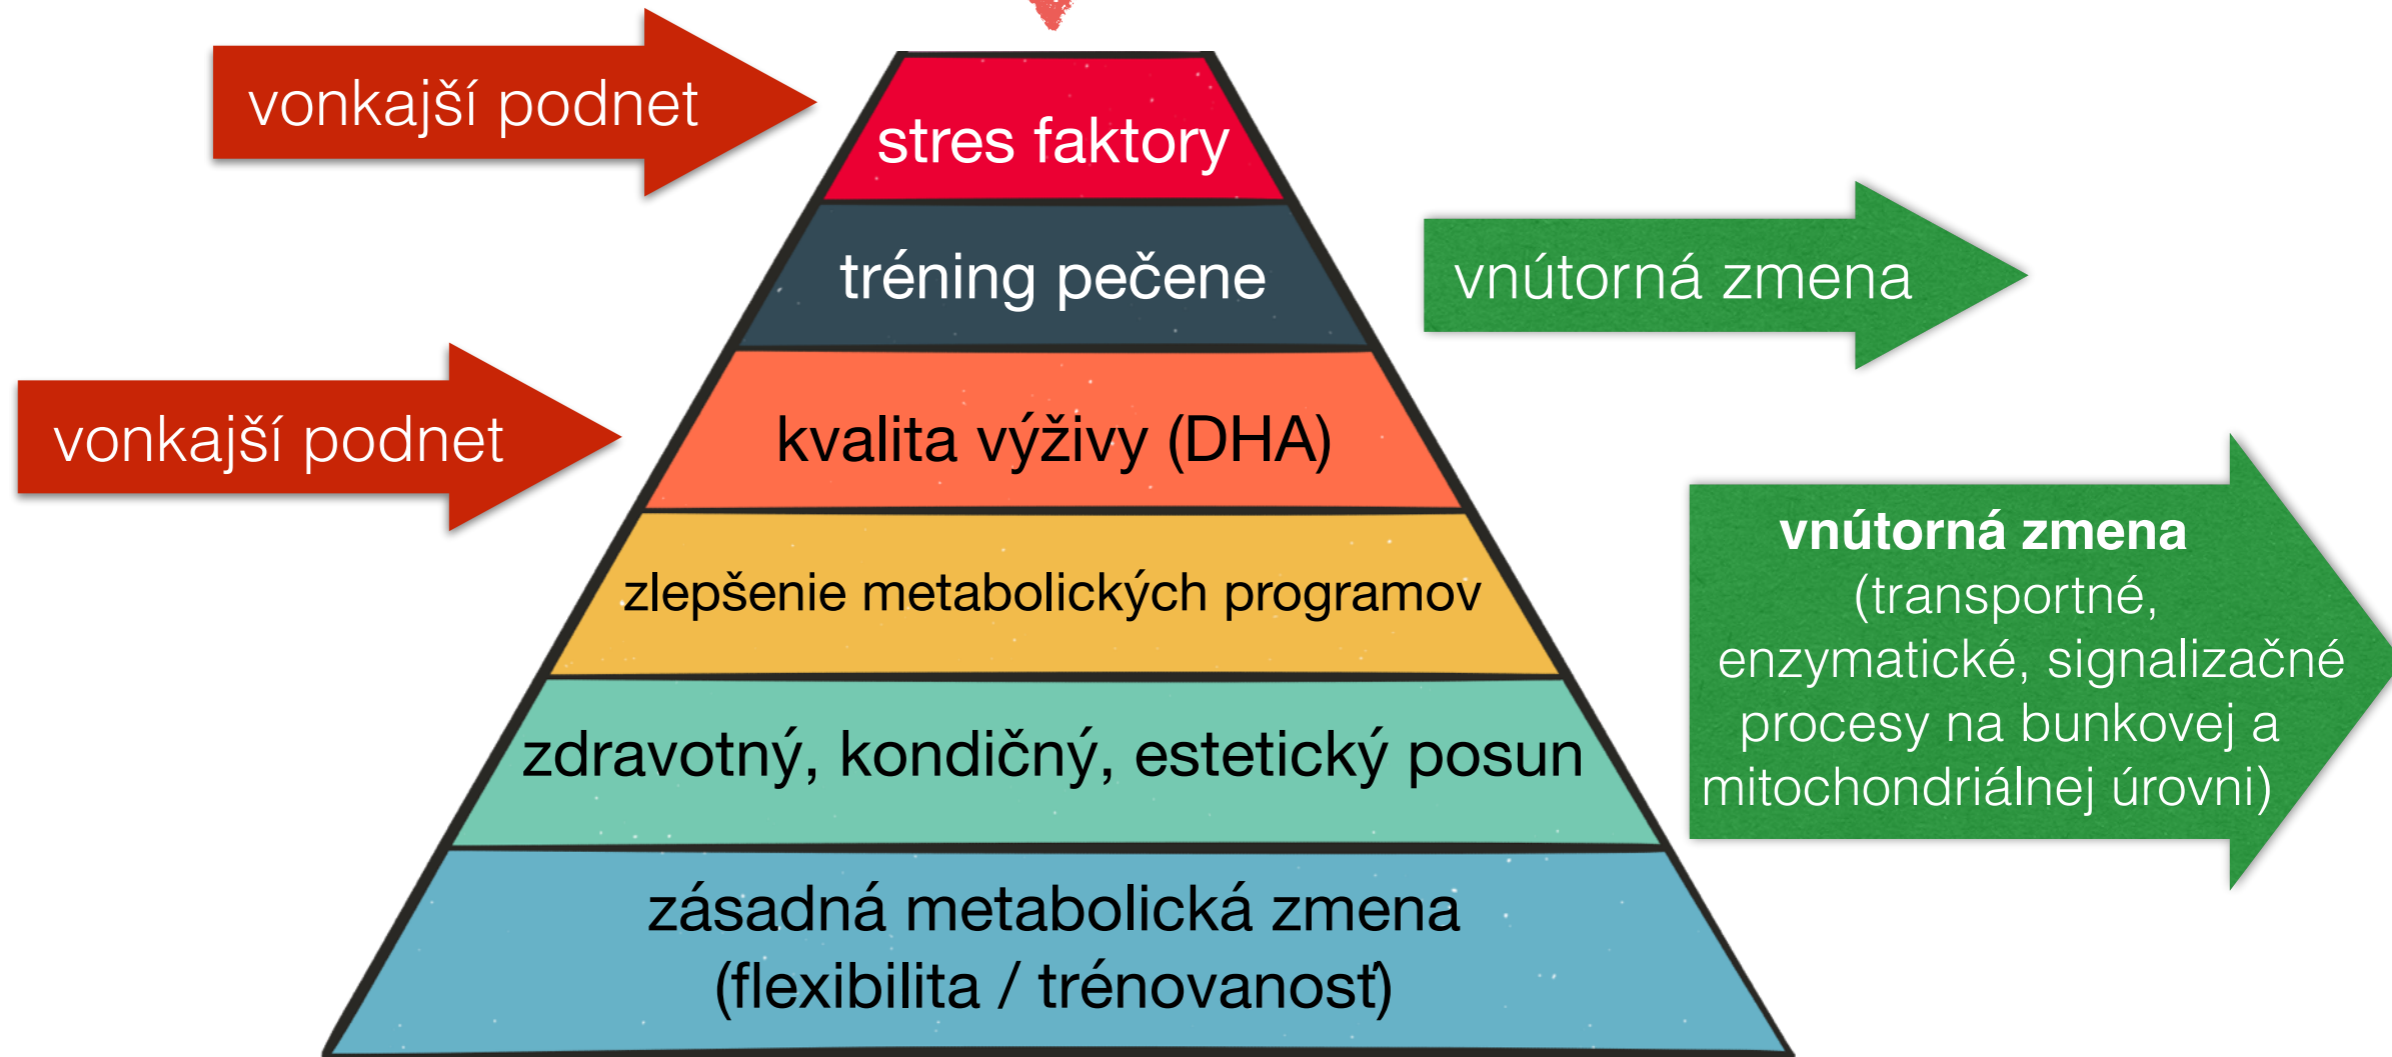 vonkajší podnet
stres faktory
tréning pečene
vnútorná zmena
vonkajší podnet
kvalita výživy (DHA)
zlepšenie metabolických programov
vnútorná zmena
(transportné,
enzymatické, signalizačné
procesy na bunkovej a
mitochondriálnej úrovni)
zdravotný, kondičný, estetický posun
zásadná metabolická zmena
(flexibilita / trénovanosť)